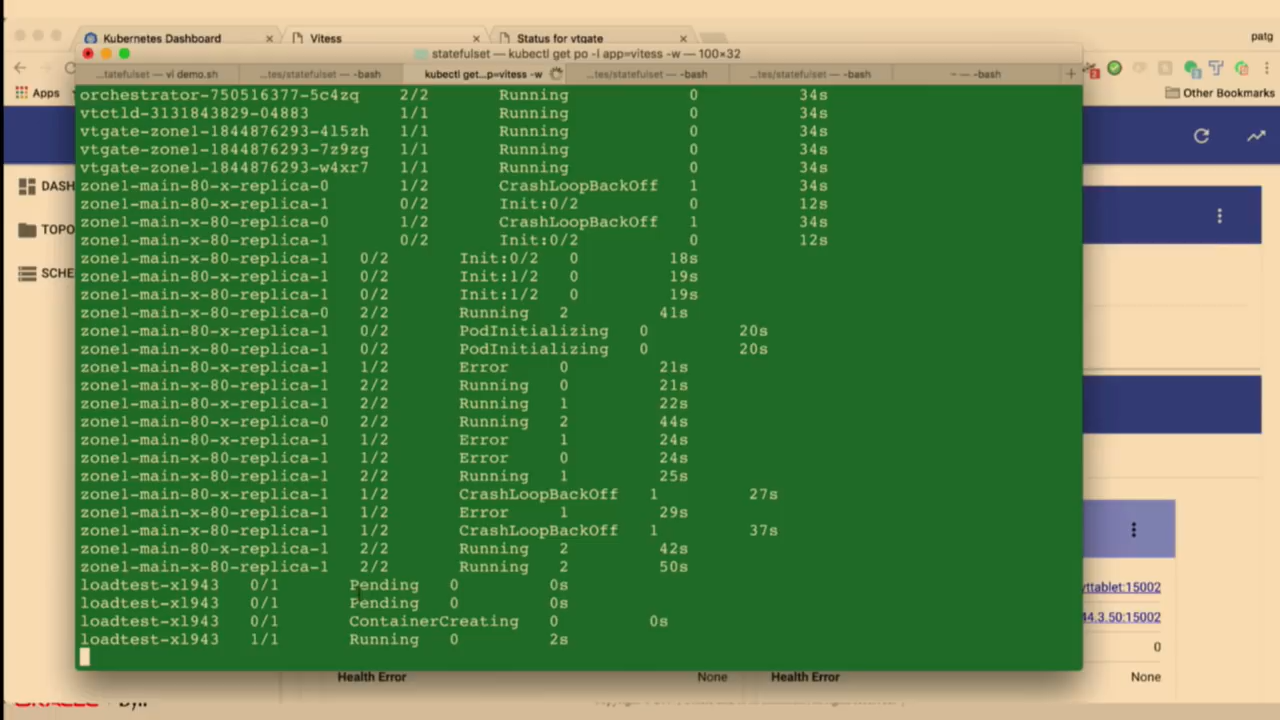 Kubernetes Dashboard
Vitess
Status for vtgate
patg
statefulset — kubectl get po -l app=vitess -w — 100×32
...tatefulset — vi demo.sh
...tes/statefulset — -bash
kubectl get...p=vitess -w
...tes/statefulset — -bash
...tes/statefulset — -bash
~ — -bash
Apps
Other Bookmarks
orchestrator-750516377-5c4zq 2/2 Running 0 34s
vtctld-3131843829-04883 1/1 Running 0 34s
vtgate-zone1-1844876293-4l5zh 1/1 Running 0 34s
vtgate-zone1-1844876293-7z9zg 1/1 Running 0 34s
vtgate-zone1-1844876293-w4xr7 1/1 Running 0 34s
zone1-main-80-x-replica-0 1/2 CrashLoopBackOff 1 34s
zone1-main-80-x-replica-1 0/2 Init:0/2 0 12s
zone1-main-x-80-replica-0 1/2 CrashLoopBackOff 1 34s
zone1-main-x-80-replica-1 0/2 Init:0/2 0 12s
zone1-main-x-80-replica-1 0/2 Init:0/2 0 18s
zone1-main-x-80-replica-1 0/2 Init:1/2 0 19s
zone1-main-80-x-replica-1 0/2 Init:1/2 0 19s
zone1-main-x-80-replica-0 2/2 Running 2 41s
zone1-main-80-x-replica-1 0/2 PodInitializing 0 20s
zone1-main-x-80-replica-1 0/2 PodInitializing 0 20s
zone1-main-x-80-replica-1 1/2 Error 0 21s
zone1-main-80-x-replica-1 2/2 Running 0 21s
zone1-main-x-80-replica-1 2/2 Running 1 22s
zone1-main-80-x-replica-0 2/2 Running 2 44s
zone1-main-x-80-replica-1 1/2 Error 1 24s
zone1-main-80-x-replica-1 1/2 Error 0 24s
zone1-main-80-x-replica-1 2/2 Running 1 25s
zone1-main-x-80-replica-1 1/2 CrashLoopBackOff 1 27s
zone1-main-80-x-replica-1 1/2 Error 1 29s
zone1-main-80-x-replica-1 1/2 CrashLoopBackOff 1 37s
zone1-main-x-80-replica-1 2/2 Running 2 42s
zone1-main-80-x-replica-1 2/2 Running 2 50s
loadtest-xl943 0/1 Pending 0 0s
loadtest-xl943 0/1 Pending 0 0s
loadtest-xl943 0/1 ContainerCreating 0 0s
loadtest-xl943 1/1 Running 0 2s
DASH
TOPO
SCHE
yttablet:15002
44.3.50:15002
0
Health Error None
Health Error None